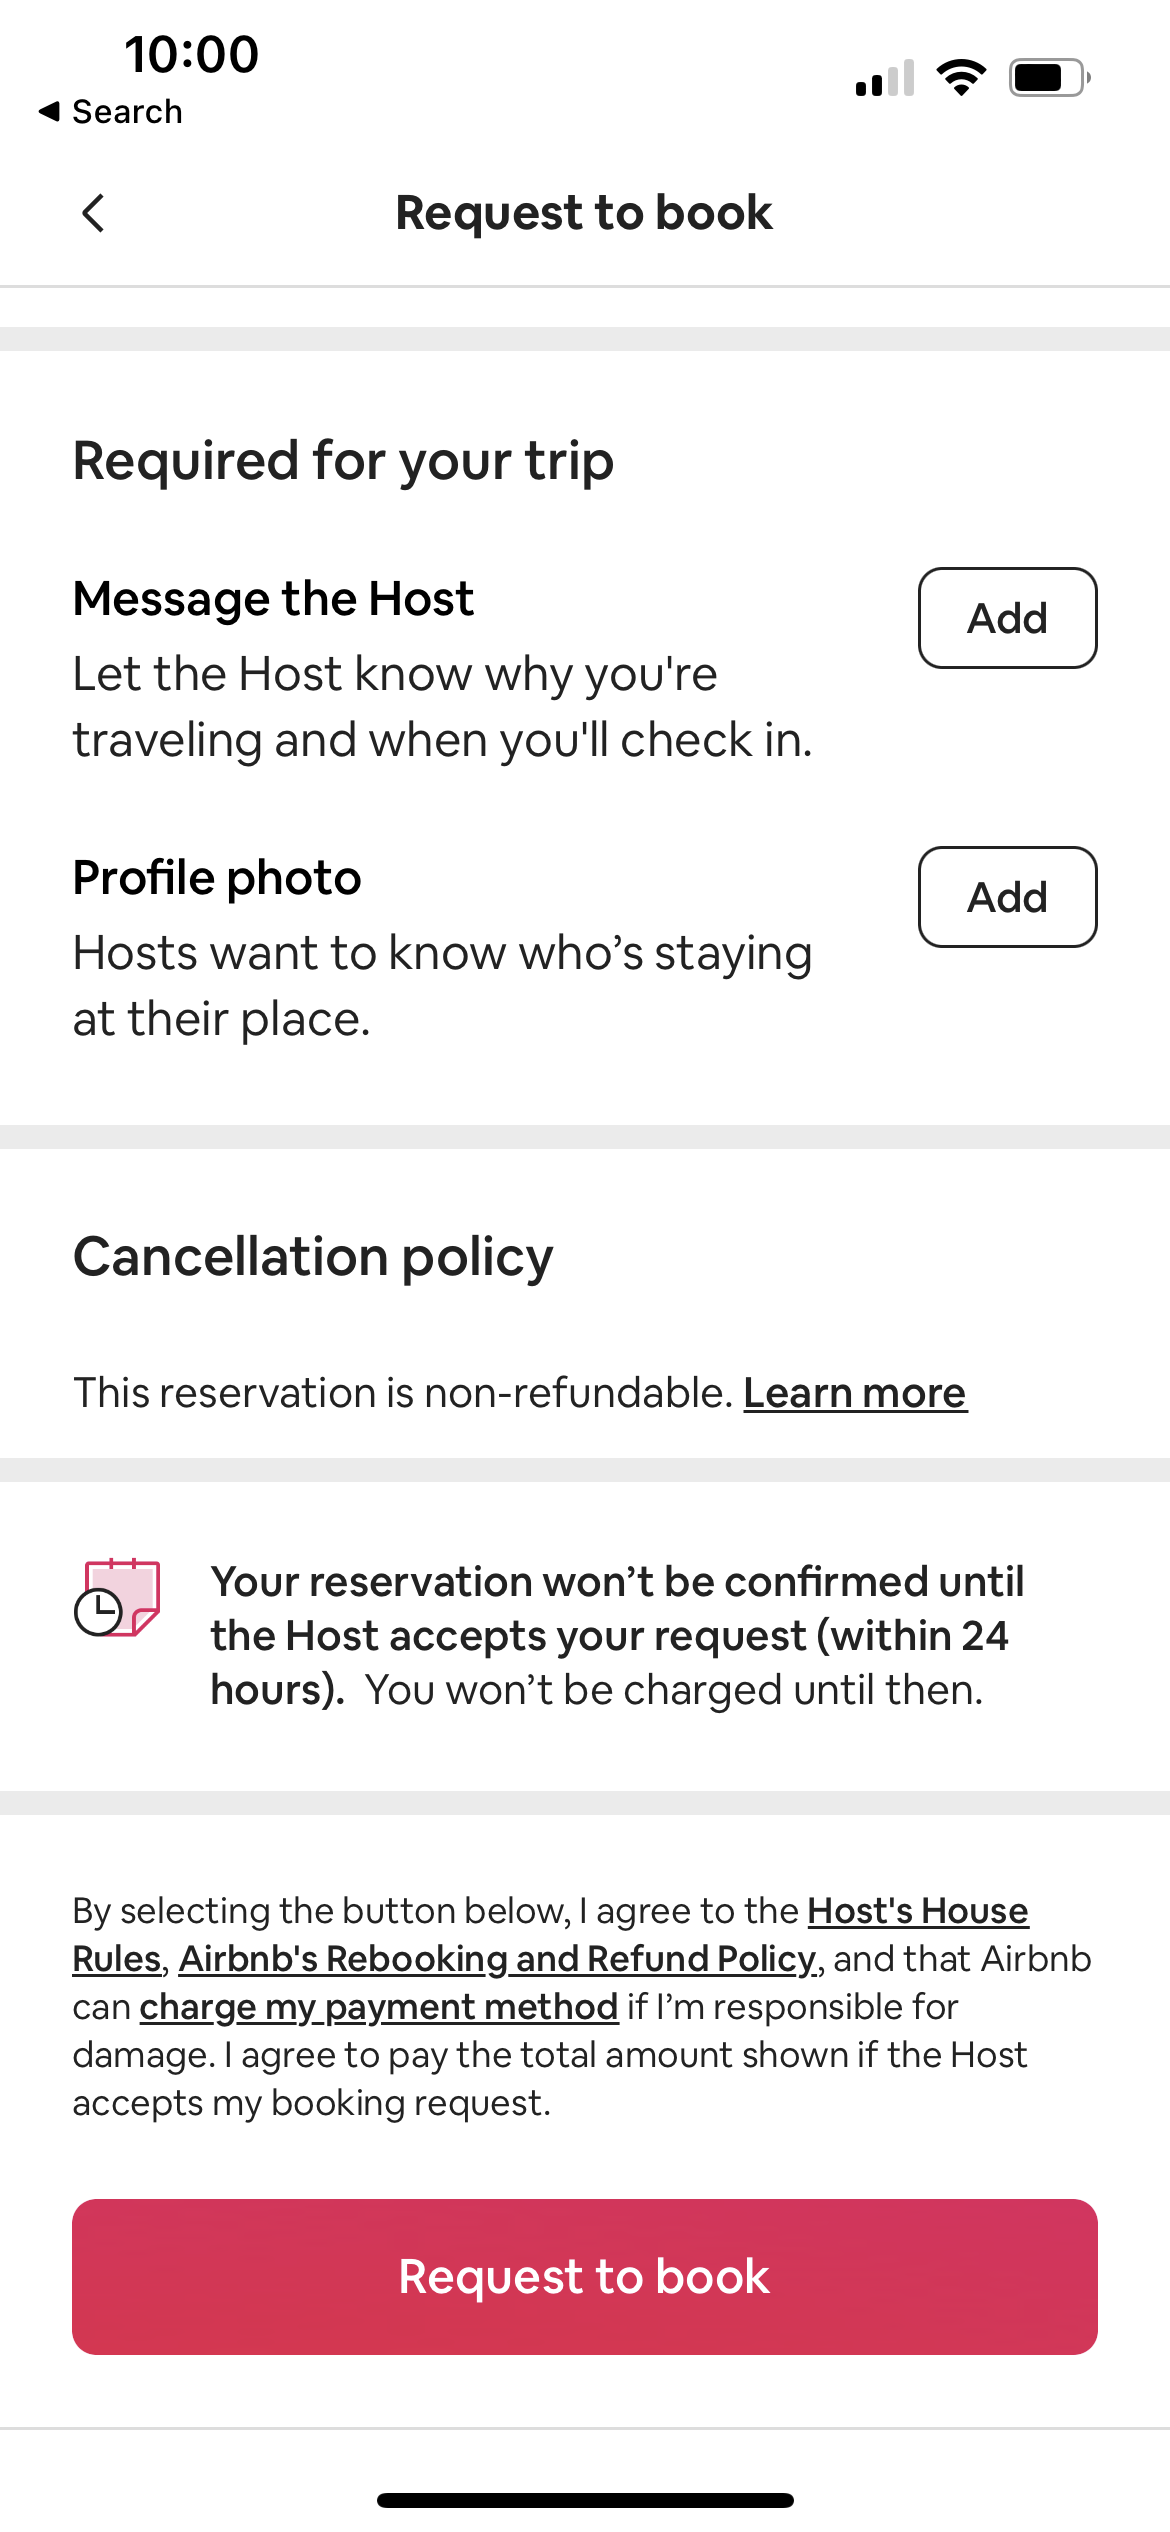 10:00
◀ Search
Request to book
Required for your trip
Message the Host
Add
Let the Host know why you're
traveling and when you'll check in.
Profile photo
Add
Hosts want to know who’s staying
at their place.
Cancellation policy
This reservation is non-refundable. Learn more
Your reservation won’t be confirmed until
the Host accepts your request (within 24
hours). You won’t be charged until then.
By selecting the button below, I agree to the Host's House
Rules, Airbnb's Rebooking and Refund Policy, and that Airbnb
can charge my payment method if I’m responsible for
damage. I agree to pay the total amount shown if the Host
accepts my booking request.
Request to book